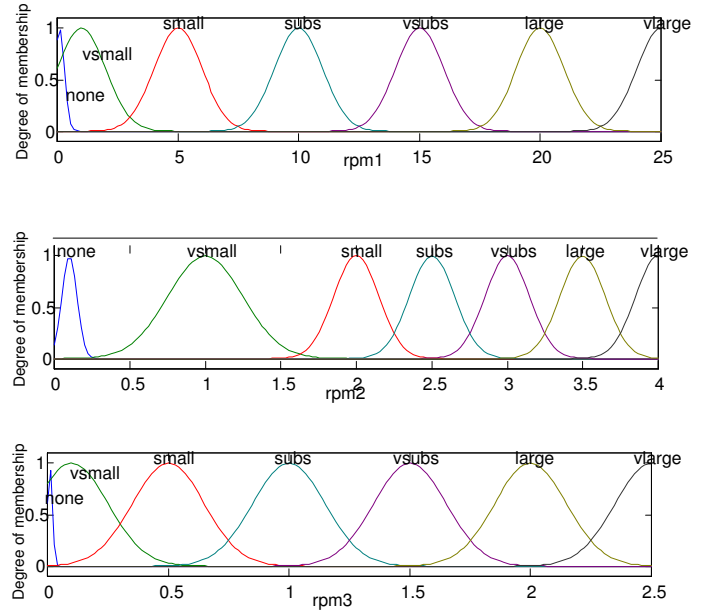 small subs vsubs large vlarge
1
vsmall
0.5
none
0
Degree of membership
0 5 10 15 20 25
rpm1
none vsmall small subs vsubs large vlarge
1
0.5
0
Degree of membership
0 0.5 1 1.5 2 2.5 3 3.5 4
rpm2
small subs vsubs large vlarge
1
vsmall
none
0.5
0
Degree of membership
0 0.5 1 1.5 2 2.5
rpm3